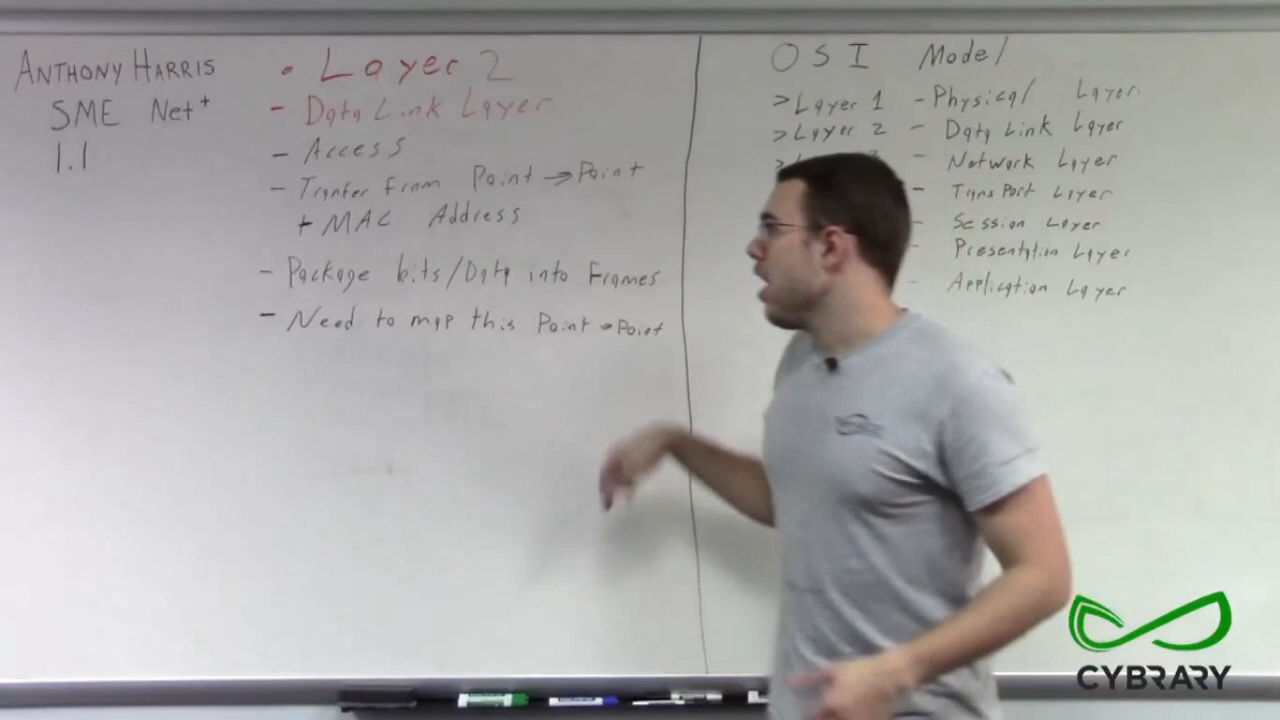 ANTHONY HARRIS
SME Net+
1.1
• Layer 2
- Data Link Layer
- Access
- Tranfer from Point → Point
+ MAC Address
- Package bits/Data into Frames
- Need to map this Point → Point
OSI Model
> Layer 1 - Physical Layer
> Layer 2 - Data Link Layer
> Network Layer
- Transport Layer
- Session Layer
- Presentation Layer
- Application Layer
CYBRARY